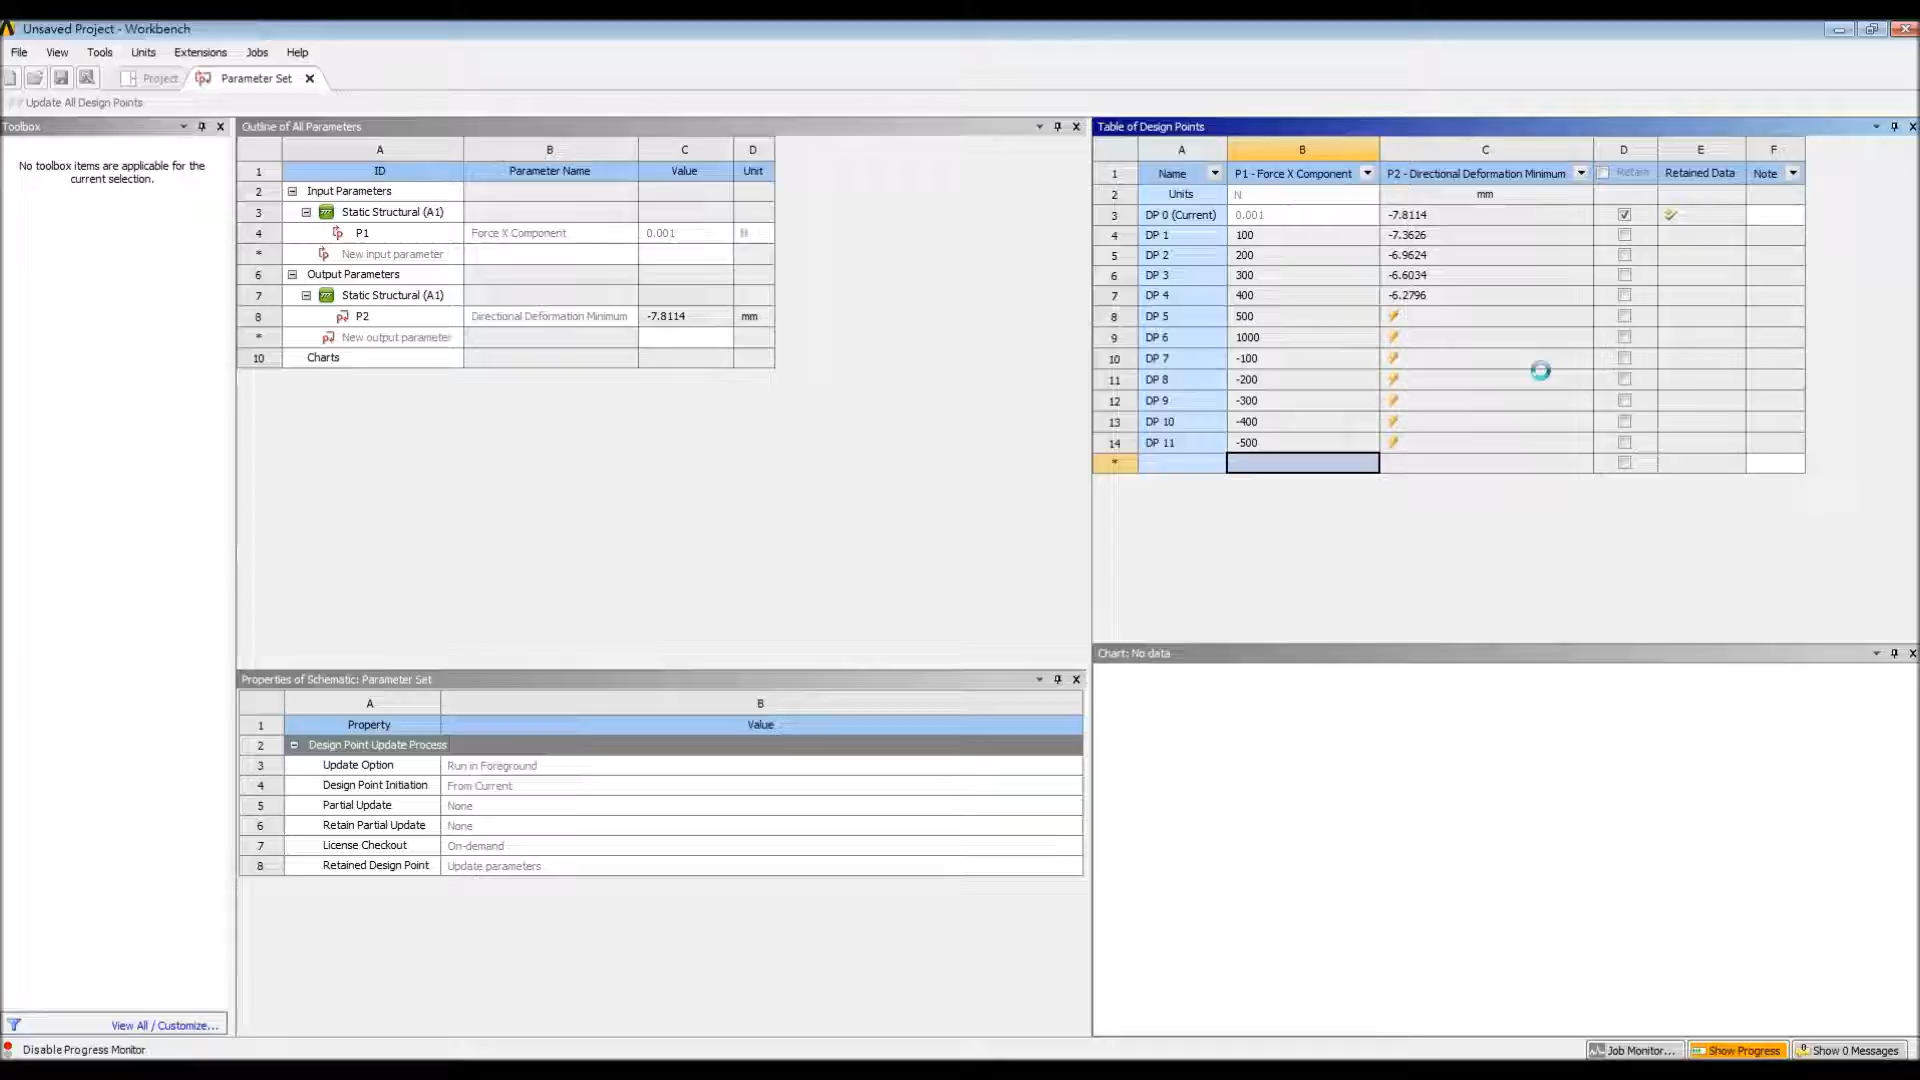 Unsaved Project - Workbench
File View Tools Units Extensions Jobs Help
Project Parameter Set
Update All Design Points
Toolbox
No toolbox items are applicable for the
current selection.
View All / Customize...
Outline of All Parameters
A B C D
1 ID Parameter Name Value Unit
2 Input Parameters
3 Static Structural (A1)
4 P1 Force X Component 0.001 N
* New input parameter
6 Output Parameters
7 Static Structural (A1)
8 P2 Directional Deformation Minimum -7.8114 mm
* New output parameter
10 Charts
Properties of Schematic: Parameter Set
A B
1 Property Value
2 Design Point Update Process
3 Update Option Run in Foreground
4 Design Point Initiation From Current
5 Partial Update None
6 Retain Partial Update None
7 License Checkout On-demand
8 Retained Design Point Update parameters
Table of Design Points
A B C D E F
1 Name P1 - Force X Component P2 - Directional Deformation Minimum Retain Retained Data Note
2 Units N mm
3 DP 0 (Current) 0.001 -7.8114
4 DP 1 100 -7.3626
5 DP 2 200 -6.9624
6 DP 3 300 -6.6034
7 DP 4 400 -6.2796
8 DP 5 500
9 DP 6 1000
10 DP 7 -100
11 DP 8 -200
12 DP 9 -300
13 DP 10 -400
14 DP 11 -500
*
Chart: No data
Disable Progress Monitor
Job Monitor... Show Progress Show 0 Messages